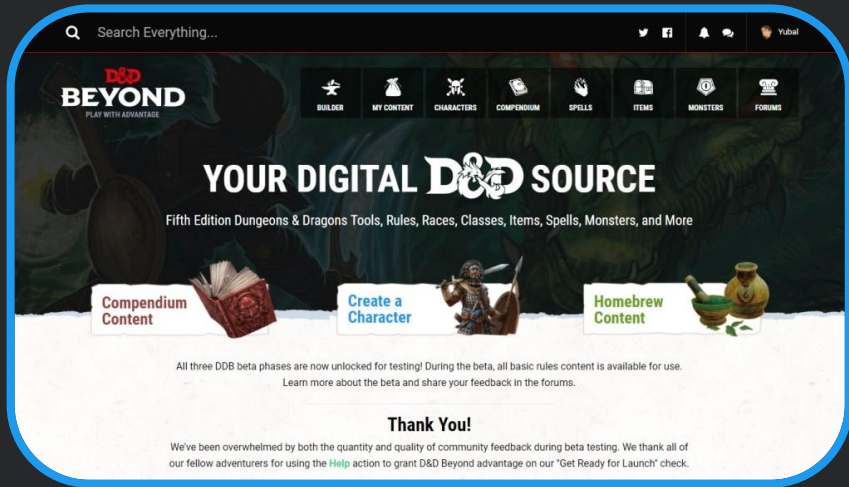 Search Everything...
Yubal
D&D
BEYOND
PLAY WITH ADVANTAGE
BUILDER
MY CONTENT
CHARACTERS
COMPENDIUM
SPELLS
ITEMS
MONSTERS
FORUMS
YOUR DIGITAL D&D SOURCE
Fifth Edition Dungeons & Dragons Tools, Rules, Races, Classes, Items, Spells, Monsters, and More
Compendium
Content
Create a
Character
Homebrew
Content
All three DDB beta phases are now unlocked for testing! During the beta, all basic rules content is available for use.
Learn more about the beta and share your feedback in the forums.
Thank You!
We've been overwhelmed by both the quantity and quality of community feedback during beta testing. We thank all of
our fellow adventurers for using the Help action to grant D&D Beyond advantage on our "Get Ready for Launch" check.